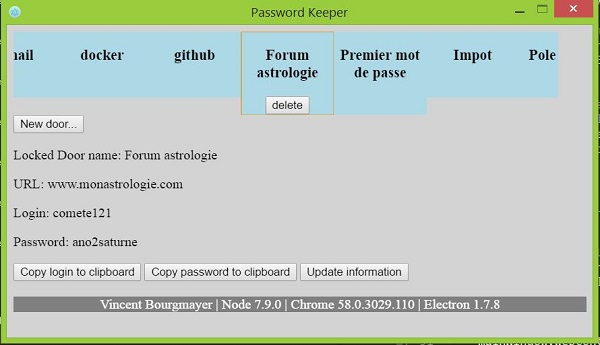 Password Keeper
docker github Forum Premier mot Impot Pole
astrologie de passe
delete
New door...
Locked Door name: Forum astrologie
URL: www.monastrologie.com
Login: comete121
Password: ano2saturne
Copy login to clipboard Copy password to clipboard Update information
Vincent Bourgmayer | Node 7.9.0 | Chrome 58.0.3029.110 | Electron 1.7.8